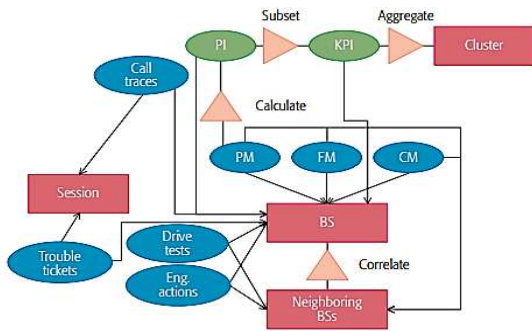 Subset
Aggregate
PI
KPI
Cluster
Call
traces
Calculate
PM
FM
CM
Session
BS
Drive
tests
Trouble
tickets
Eng.
actions
Correlate
Neighboring
BSs